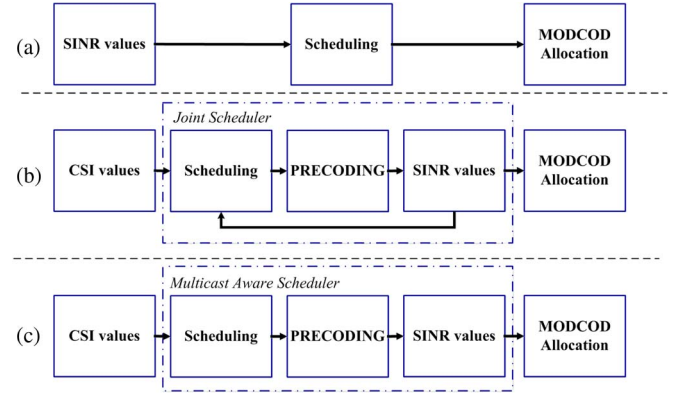 (a)
SINR values
Scheduling
MODCOD
Allocation
Joint Scheduler
(b)
CSI values
Scheduling
PRECODING
SINR values
MODCOD
Allocation
Multicast Aware Scheduler
(c)
CSI values
Scheduling
PRECODING
SINR values
MODCOD
Allocation